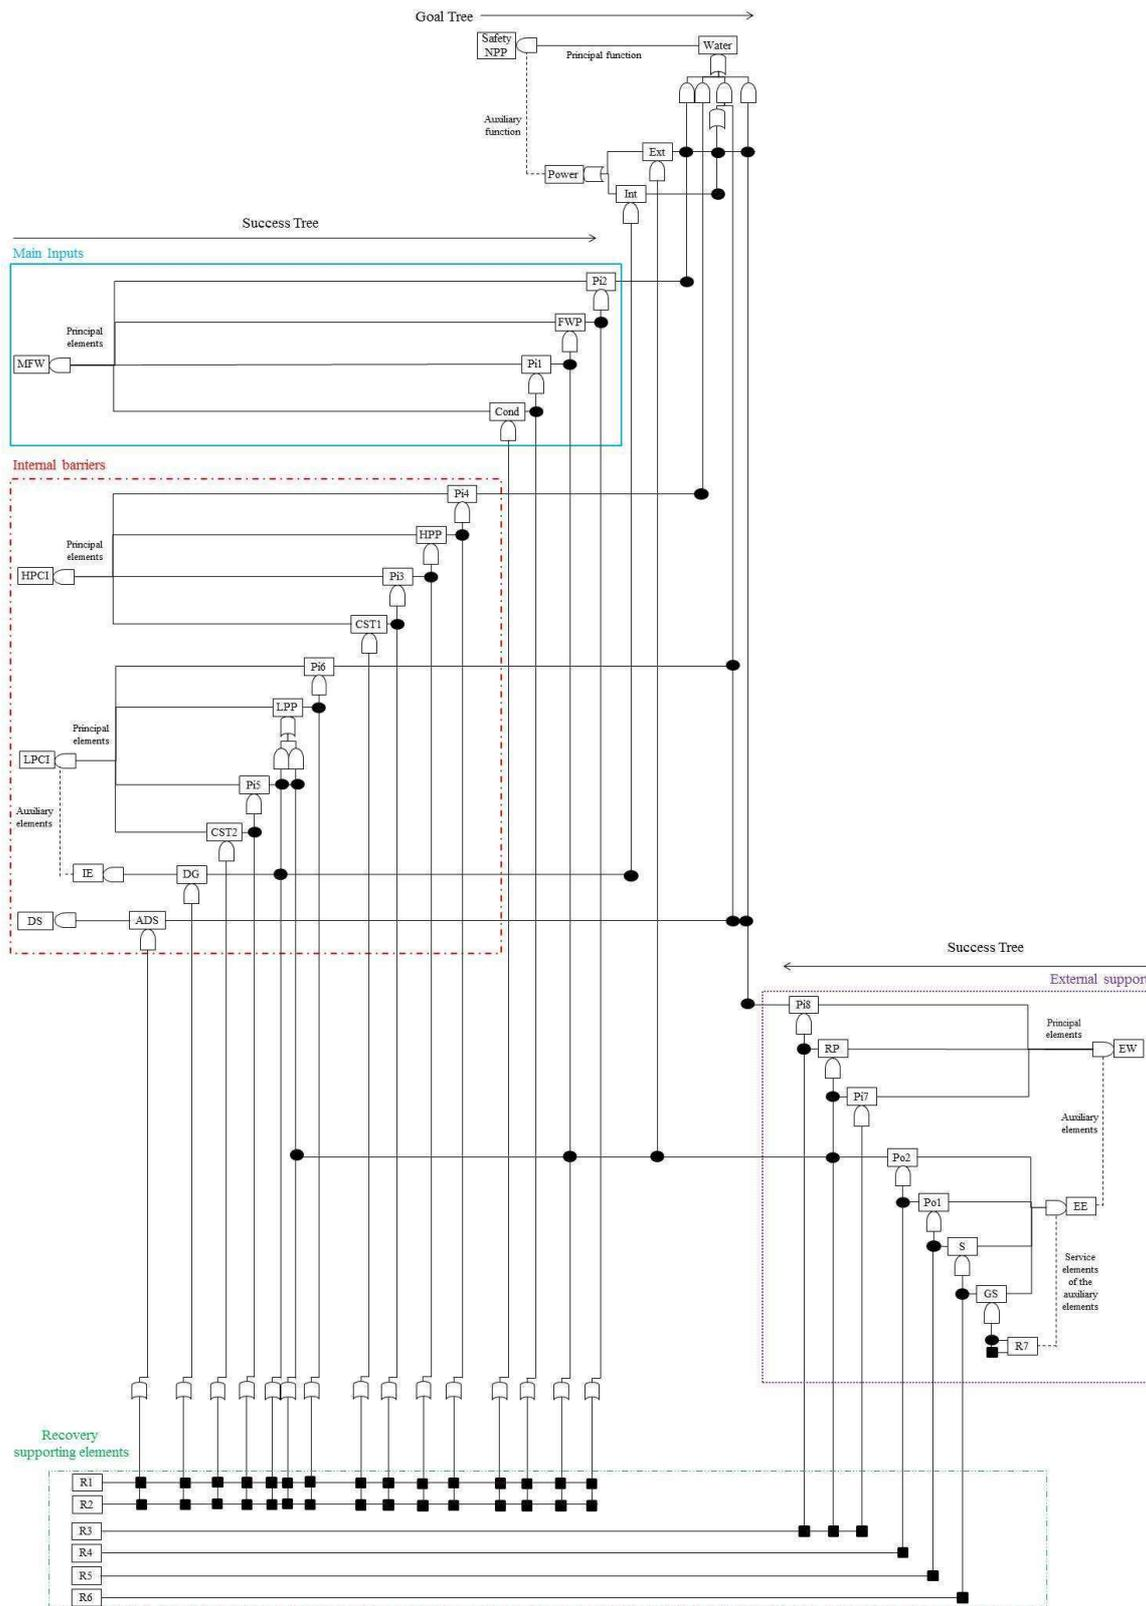 Goal Tree
Safety
NPP
Water
Principal function
Auxiliary
function
Ext
Power
Int
Success Tree
Main Inputs
Pi2
Principal
elements
FWP
MFW
Pi1
Cond
Internal barriers
Pi4
Principal
elements
HPP
HPCI
Pi3
CST1
Pi6
LPP
Principal
elements
LPCI
Pi5
Auxiliary
elements
CST2
IE
DG
DS
ADS
Success Tree
External support
Pi8
Principal
elements
RP
EW
Pi7
Auxiliary
elements
Po2
Po1
EE
S
Service
elements
of the
auxiliary
elements
GS
R7
Recovery
supporting elements
R1
R2
R3
R4
R5
R6